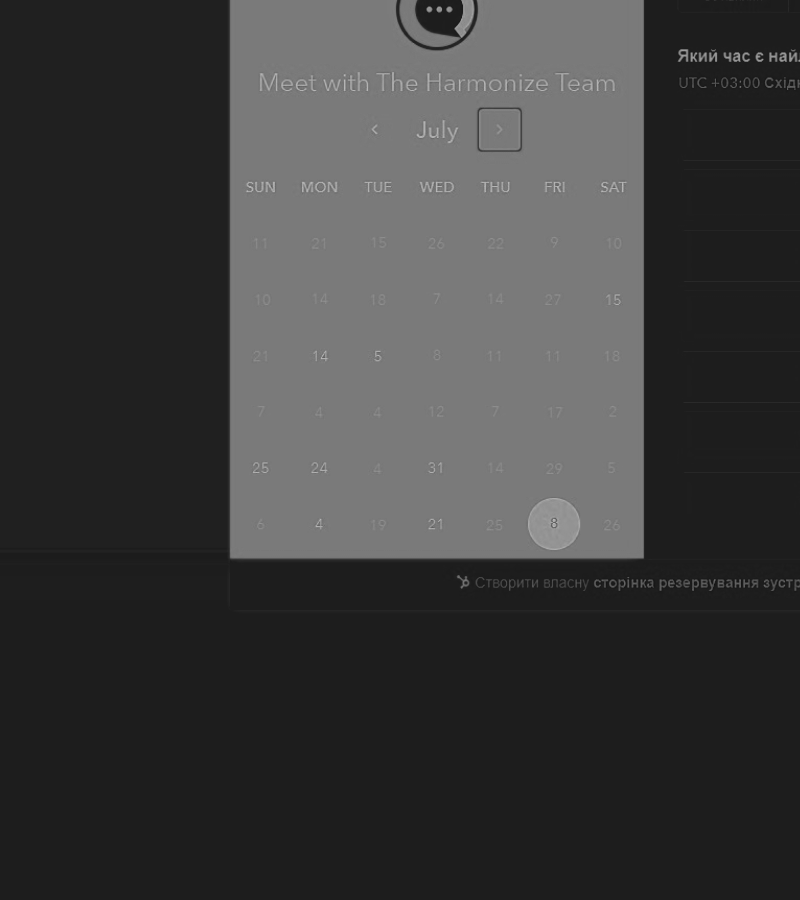 Який час є най
UTC +03:00 Східн
Meet with The Harmonize Team
July
SUN MON TUE WED THU FRI SAT
11 21 15 26 22 9 10
10 14 18 7 14 27 15
21 14 5 8 11 11 18
7 4 4 12 7 17 2
25 24 4 31 14 29 5
6 4 19 21 25 8 26
Створити власну сторінка резервування зустр